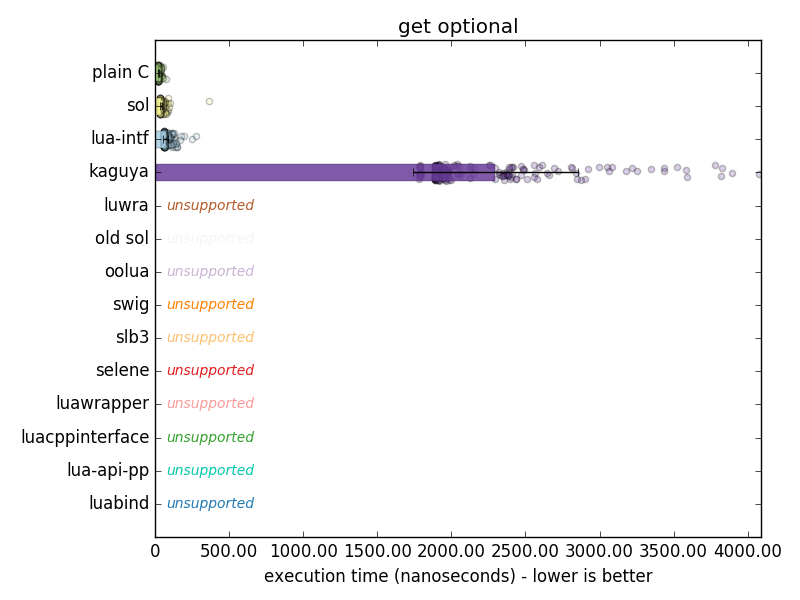 get optional
plain C
sol
lua-intf
kaguya
luwra unsupported
old sol unsupported
oolua unsupported
swig unsupported
slb3 unsupported
selene unsupported
luawrapper unsupported
luacppinterface unsupported
lua-api-pp unsupported
luabind unsupported
0 500.00 1000.00 1500.00 2000.00 2500.00 3000.00 3500.00 4000.00
execution time (nanoseconds) - lower is better